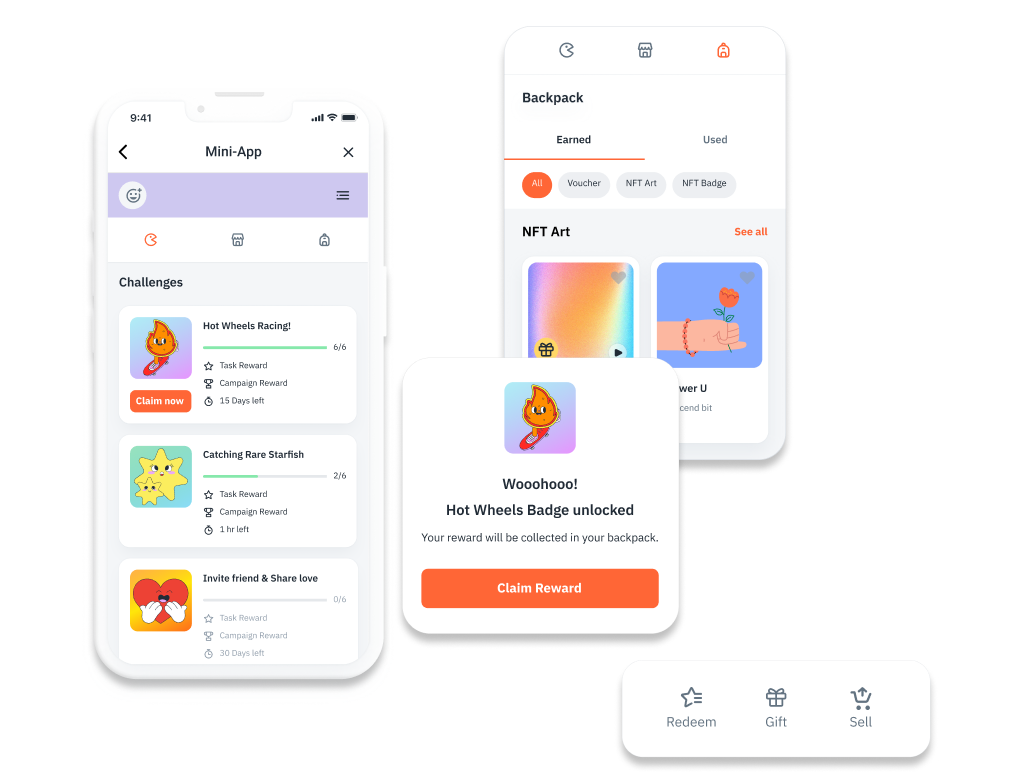 9:41
Mini-App
Challenges
Hot Wheels Racing!
6/6
Task Reward
Campaign Reward
15 Days left
Claim now
Catching Rare Starfish
2/6
Task Reward
Campaign Reward
1 hr left
Invite friend & Share love
0/6
Task Reward
Campaign Reward
30 Days left
Backpack
Earned
Used
All
Voucher
NFT Art
NFT Badge
NFT Art
See all
wer U
cend bit
Wooohooo!
Hot Wheels Badge unlocked
Your reward will be collected in your backpack.
Claim Reward
Redeem
Gift
Sell